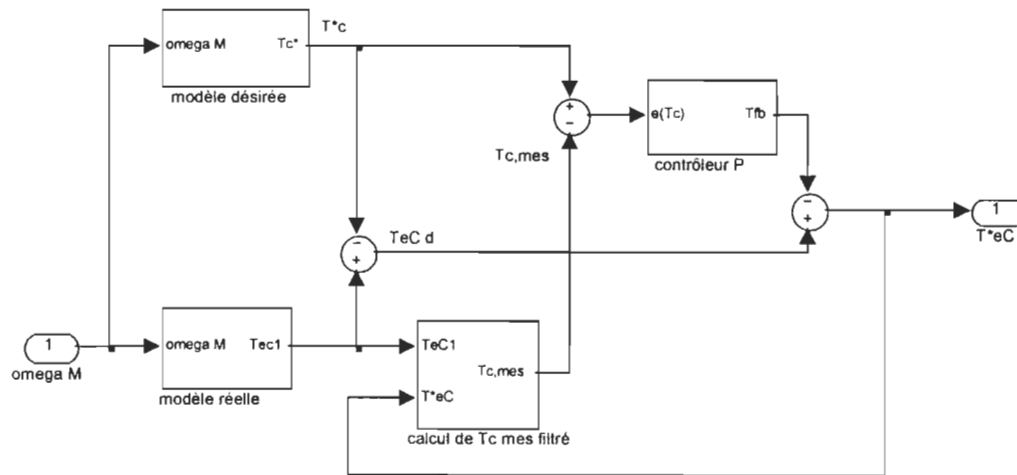 T*c
omega M
Tc*
modèle désirée
+
−
e(Tc)
Tfb
contrôleur P
Tc,mes
−
+
1
T*eC
TeC d
−
+
1
omega M
omega M
Tec1
modèle réelle
TeC1
Tc,mes
T*eC
calcul de Tc mes filtré